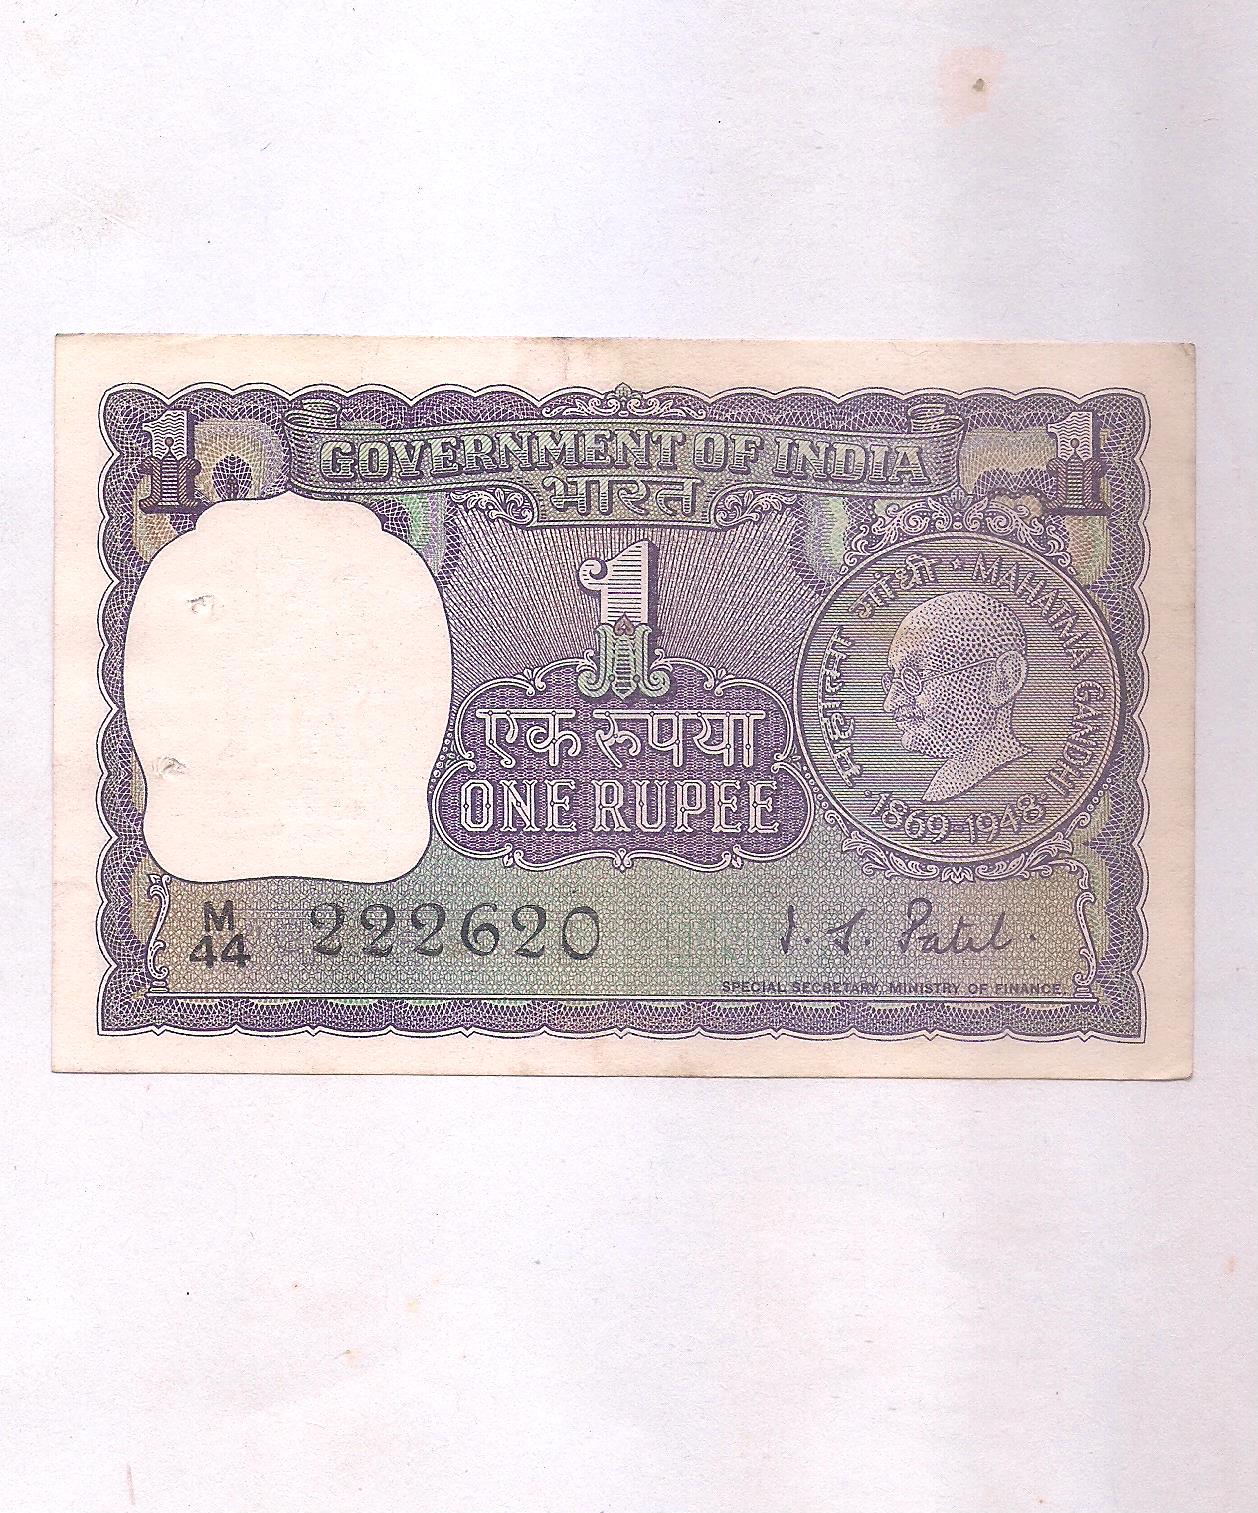 1 GOVERNMENT OF INDIA 1
भारत
1
महात्मा गांधी * MAHATMA GANDHI
1869-1948
एक रुपया
ONE RUPEE
M
44 222620
I. G. Patel.
SPECIAL SECRETARY, MINISTRY OF FINANCE